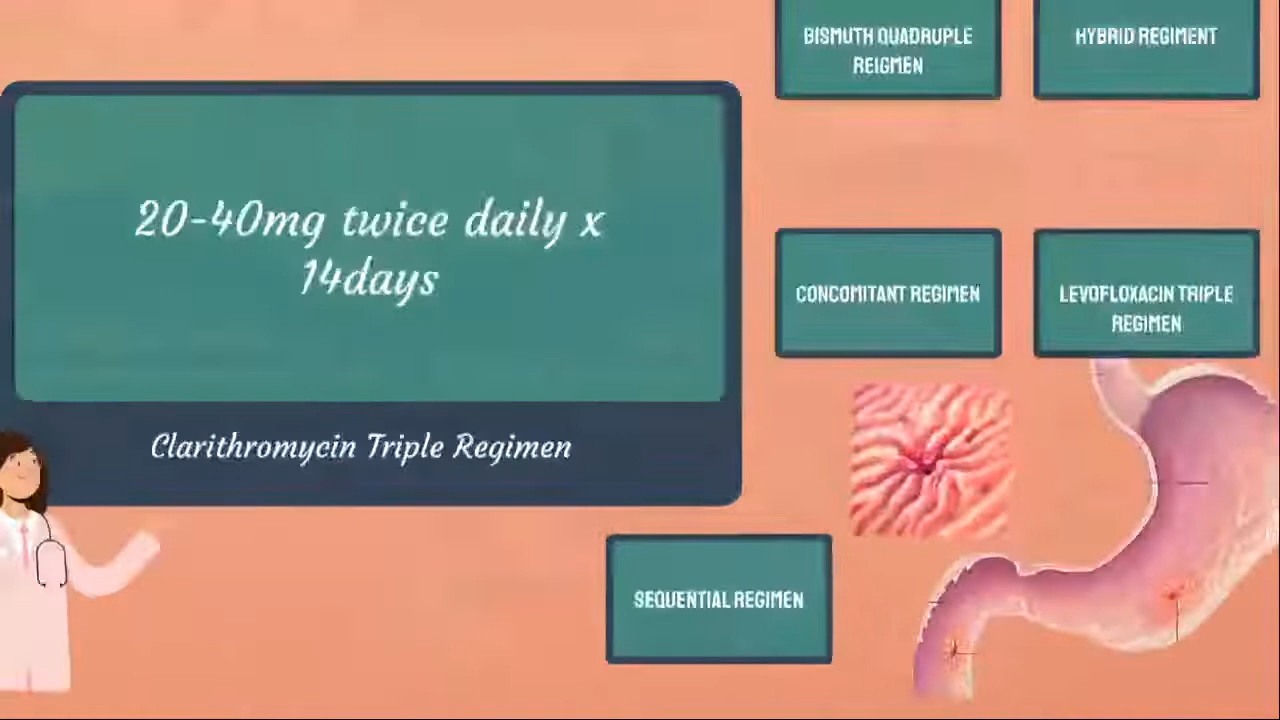 BISMUTH QUADRUPLE
REIGMEN
HYBRID REGIMENT
20-40mg twice daily x
14days
CONCOMITANT REGIMEN
LEVOFLOXACIN TRIPLE
REGIMEN
Clarithromycin Triple Regimen
SEQUENTIAL REGIMEN